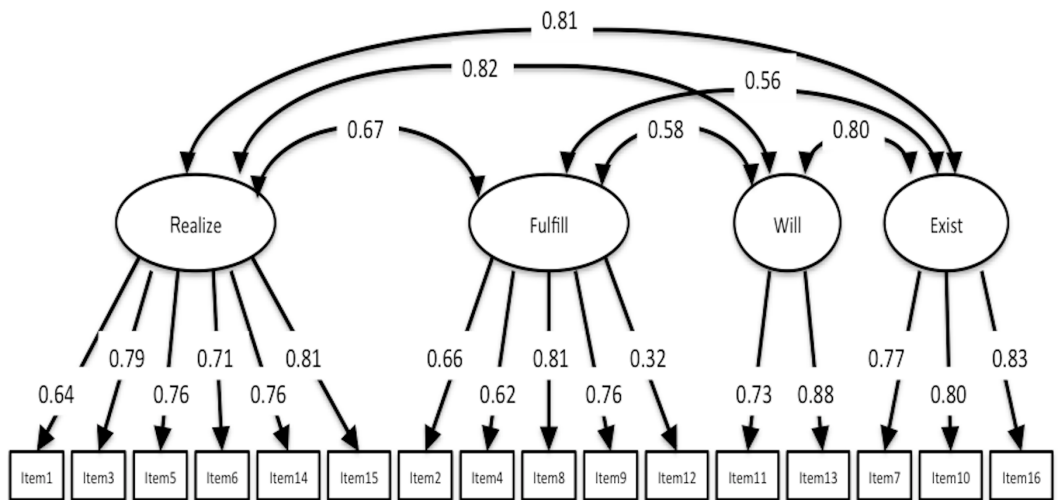 0.81
0.82
0.56
0.67
0.58
0.80
Realize
Fulfill
Will
Exist
0.79
0.71
0.81
0.66
0.81
0.32
0.77
0.83
0.64
0.76
0.76
0.62
0.76
0.73
0.88
0.80
Item1
Item3
Item5
Item6
Item14
Item15
Item2
Item4
Item8
Item9
Item12
Item11
Item13
Item7
Item10
Item16